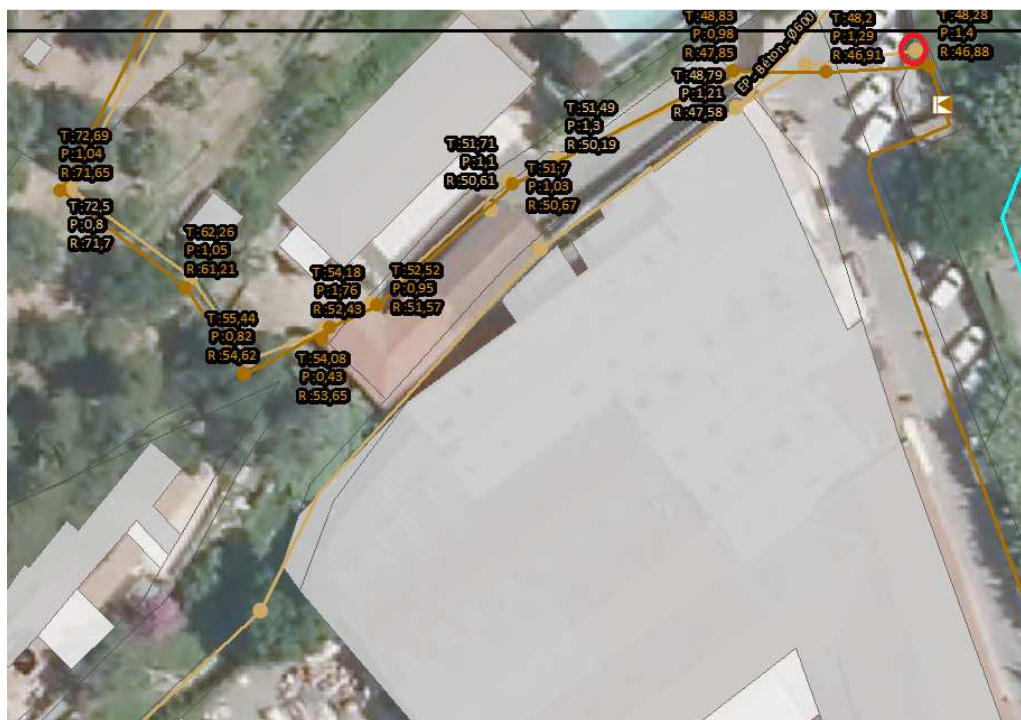 T :48,83
P :0,98
R :47,85
T :48,2
P :1,29
R :46,91
T :48,28
P :1,4
R :46,88
EP - Béton - Ø600
T :48,79
P :1,21
R :47,58
T :51,49
P :1,3
R :50,19
T :51,71
P :1,1
R :50,61
T :51,7
P :1,03
R :50,67
T :72,69
P :1,04
R :71,65
T :72,5
P :0,8
R :71,7
T :62,26
P :1,05
R :61,21
T :54,18
P :1,76
R :52,43
T :52,52
P :0,95
R :51,57
T :55,44
P :0,82
R :54,62
T :54,08
P :0,43
R :53,65